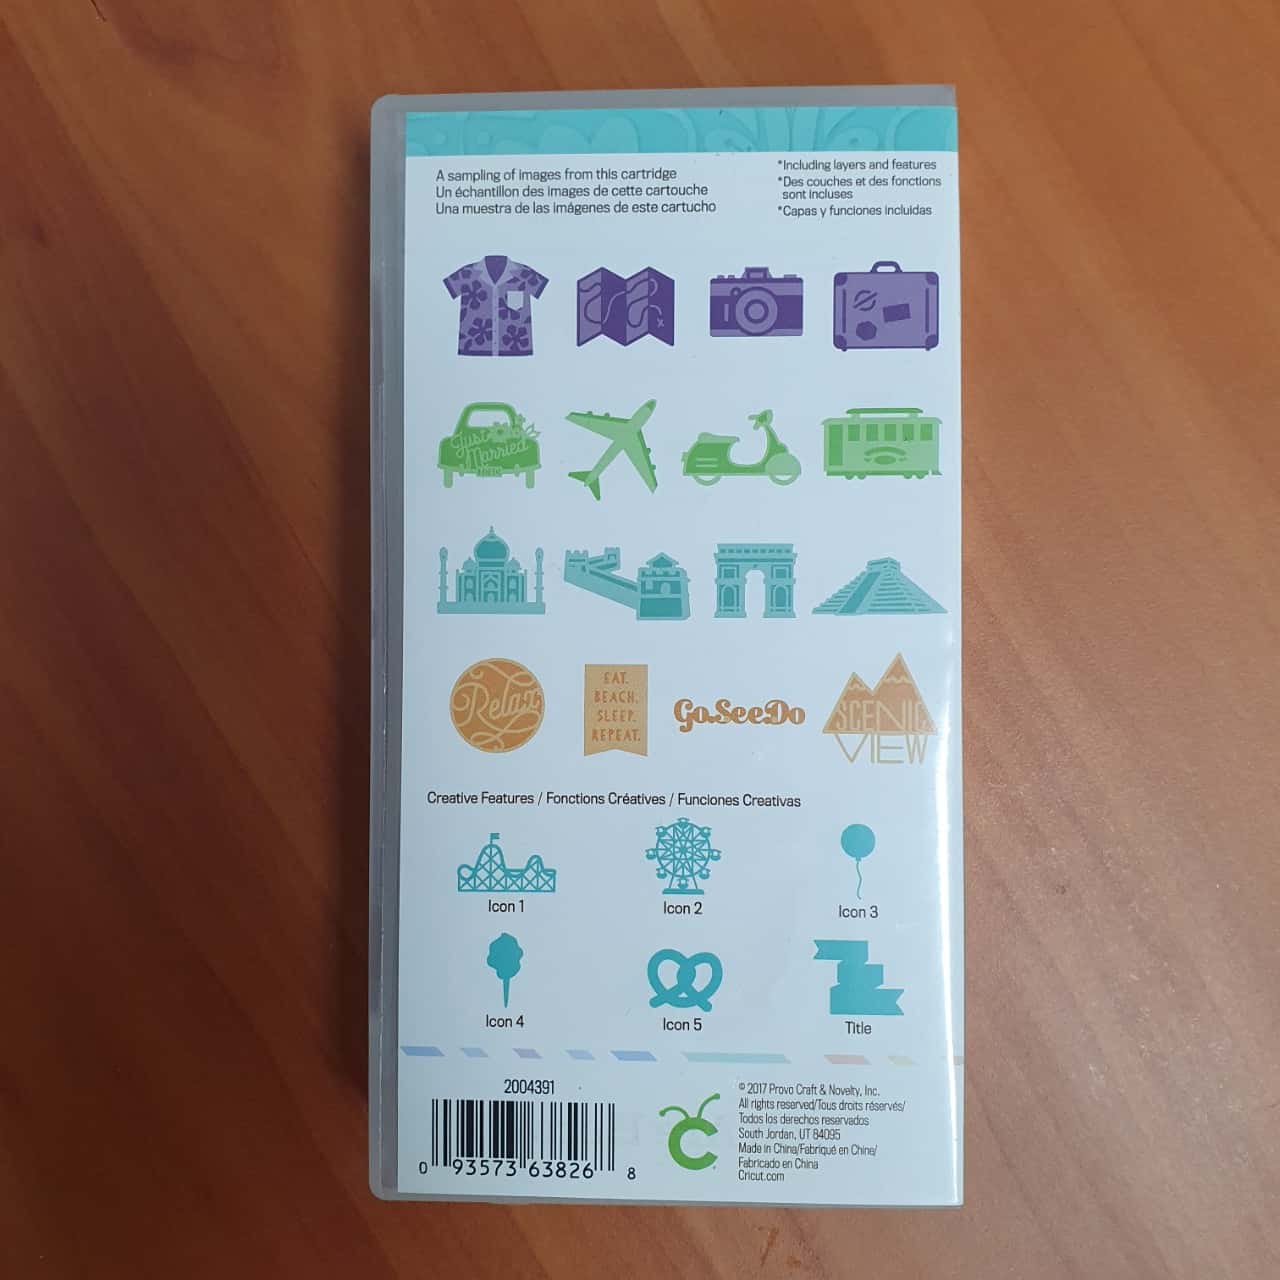 A sampling of images from this cartridge
Un échantillon des images de cette cartouche
Una muestra de las imágenes de este cartucho
*Including layers and features
*Des couches et des fonctions
sont incluses
*Capas y funciones incluidas
Just
Married
Relax
EAT.
BEACH.
SLEEP.
REPEAT.
Go.See.Do
SCENIC
VIEW
Creative Features / Fonctions Créatives / Funciones Creativas
Icon 1
Icon 2
Icon 3
Icon 4
Icon 5
Title
2004391
0 93573 63826 8
© 2017 Provo Craft & Novelty, Inc.
All rights reserved/Tous droits réservés/
Todos los derechos reservados
South Jordan, UT 84095
Made in China/Fabriqué en Chine/
Fabricado en China
Cricut.com